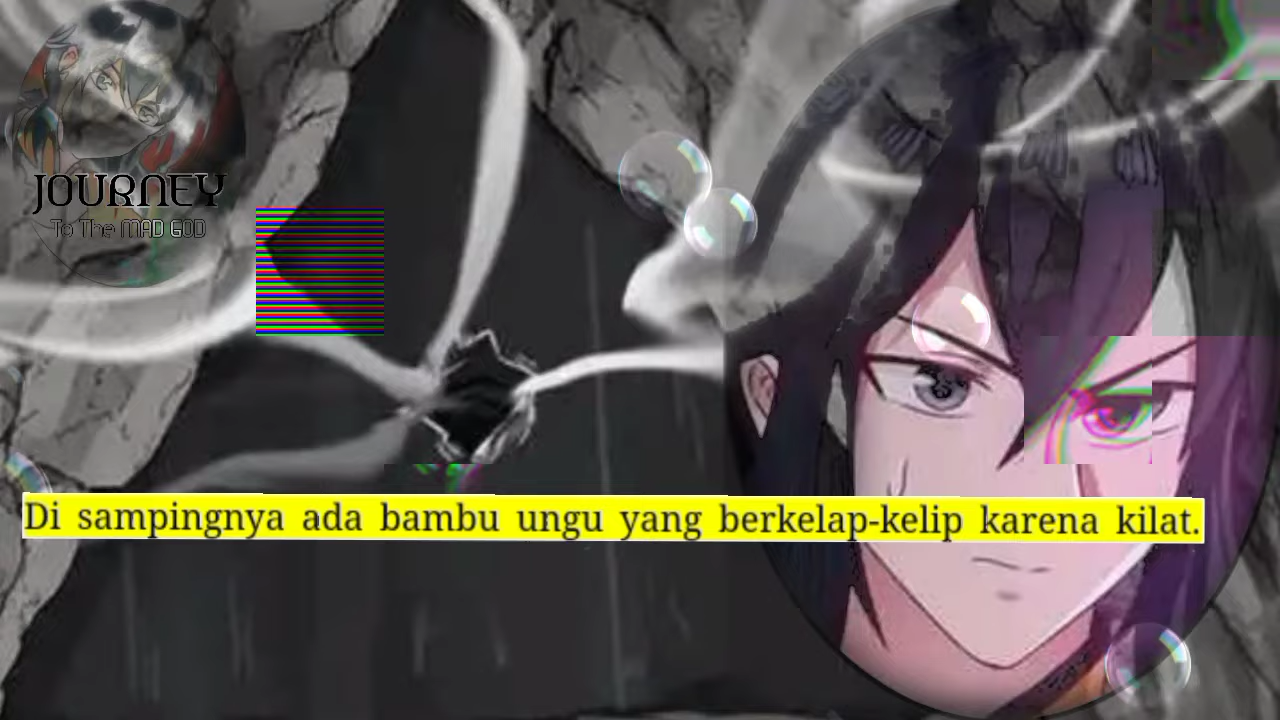 JOURNEY
To The MAD GOD
Di sampingnya ada bambu ungu yang berkelap-kelip karena kilat.